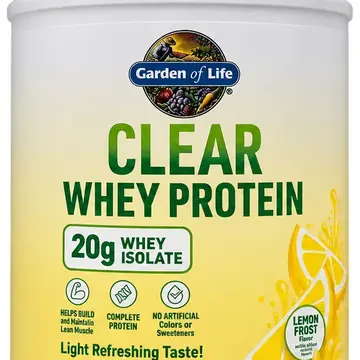 Garden of Life
CLEAR
WHEY PROTEIN
20g WHEY
ISOLATE
HELPS BUILD
and Maintain
Lean Muscle
COMPLETE
PROTEIN
NO ARTIFICIAL
Colors or
Sweeteners
Light Refreshing Taste!
LEMON
FROST
Flavor